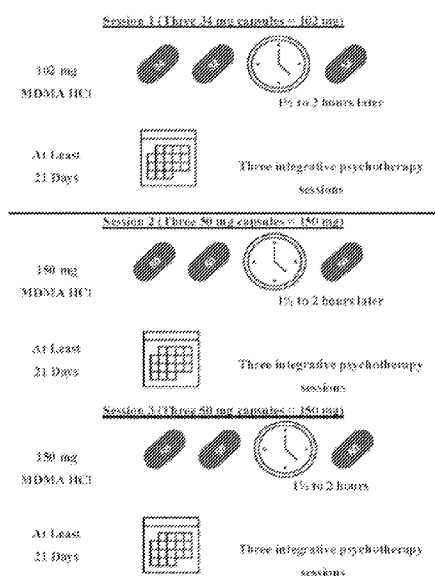 Session 1 (Three 34 mg capsules = 102 mg)
102 mg
MDMA HCl
1½ to 2 hours later
At Least
21 Days
Three integrative psychotherapy
sessions
Session 2 (Three 50 mg capsules = 150 mg)
150 mg
MDMA HCl
1½ to 2 hours later
At Least
21 Days
Three integrative psychotherapy
sessions
Session 3 (Three 50 mg capsules = 150 mg)
150 mg
MDMA HCl
1½ to 2 hours
At Least
21 Days
Three integrative psychotherapy
sessions